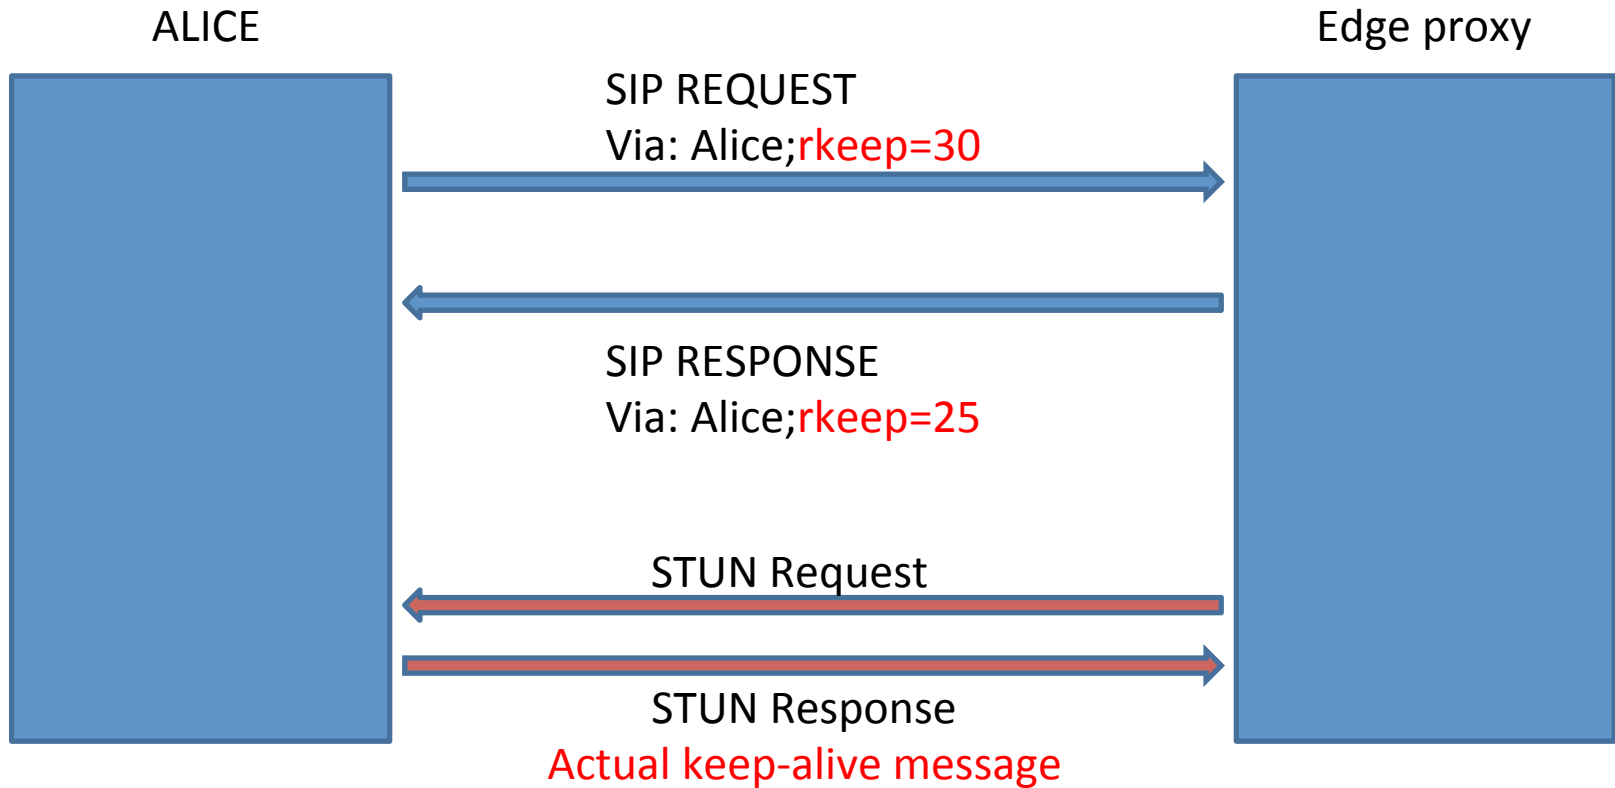 ALICE
Edge proxy
SIP REQUEST
Via: Alice;rkeep=30
SIP RESPONSE
Via: Alice;rkeep=25
STUN Request
STUN Response
Actual keep-alive message